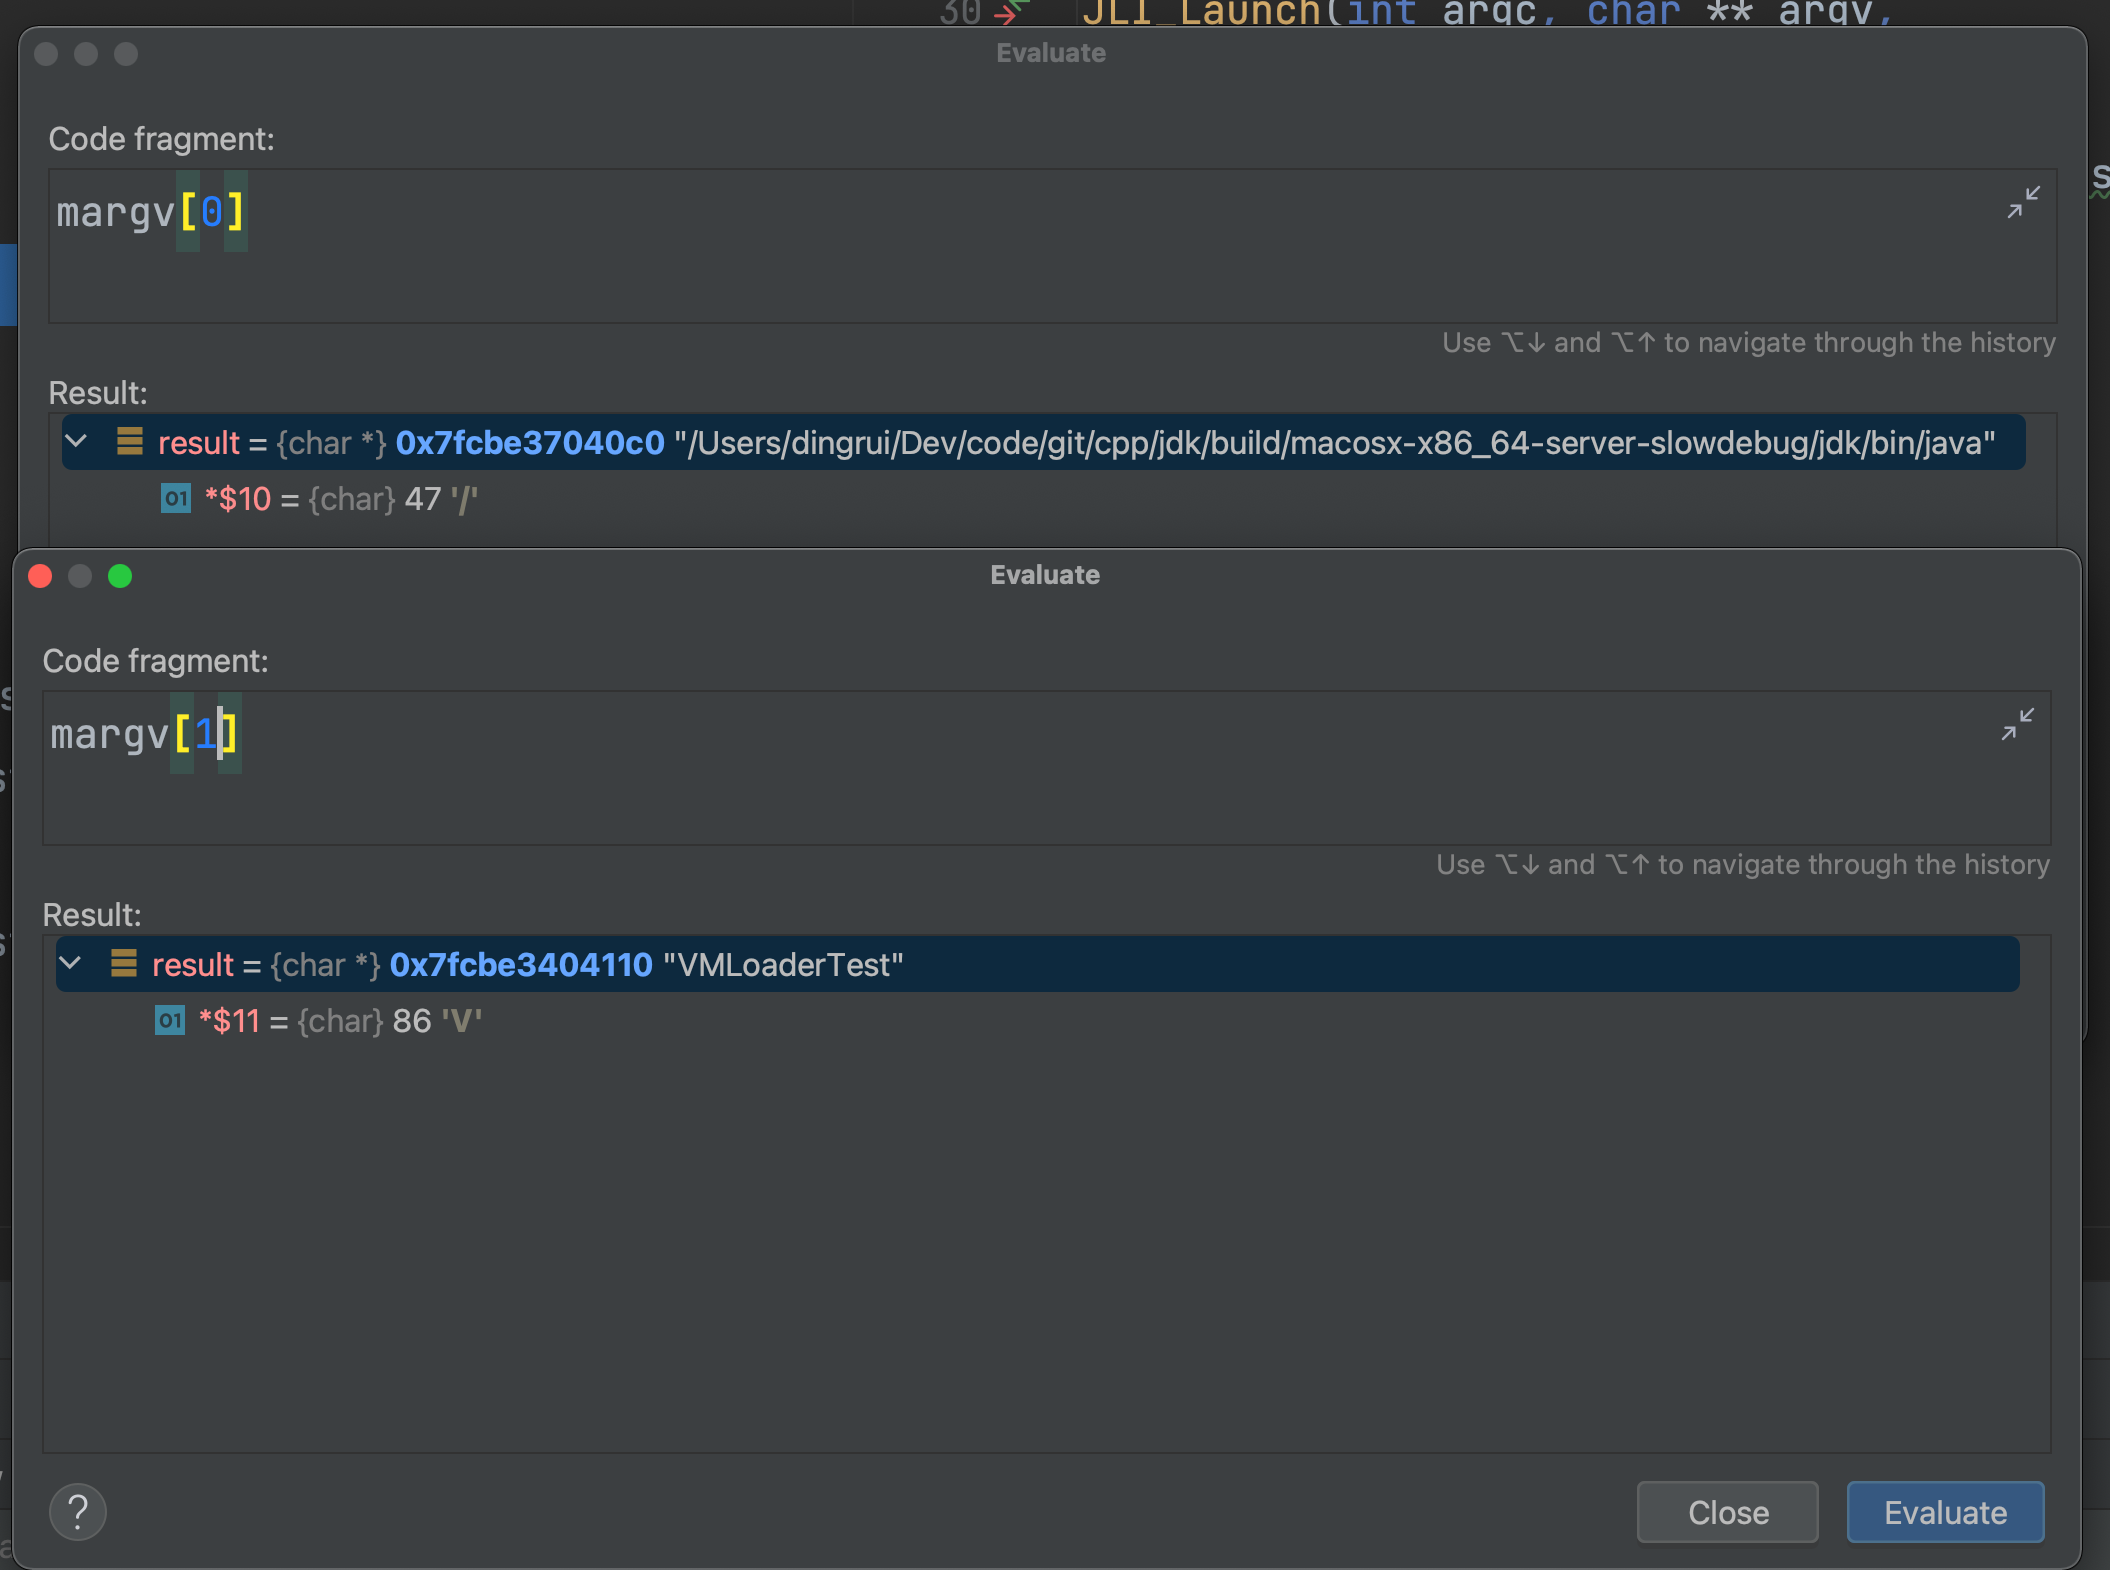 30 JLI_Launch(int argc, char ** argv,
Evaluate
Code fragment:
margv[0]
Use ⌥↓ and ⌥↑ to navigate through the history
Result:
result = {char *} 0x7fcbe37040c0 "/Users/dingrui/Dev/code/git/cpp/jdk/build/macosx-x86_64-server-slowdebug/jdk/bin/java"
01 *$10 = {char} 47 '/'
Evaluate
Code fragment:
margv[1]
Use ⌥↓ and ⌥↑ to navigate through the history
Result:
result = {char *} 0x7fcbe3404110 "VMLoaderTest"
01 *$11 = {char} 86 'V'
?
Close
Evaluate